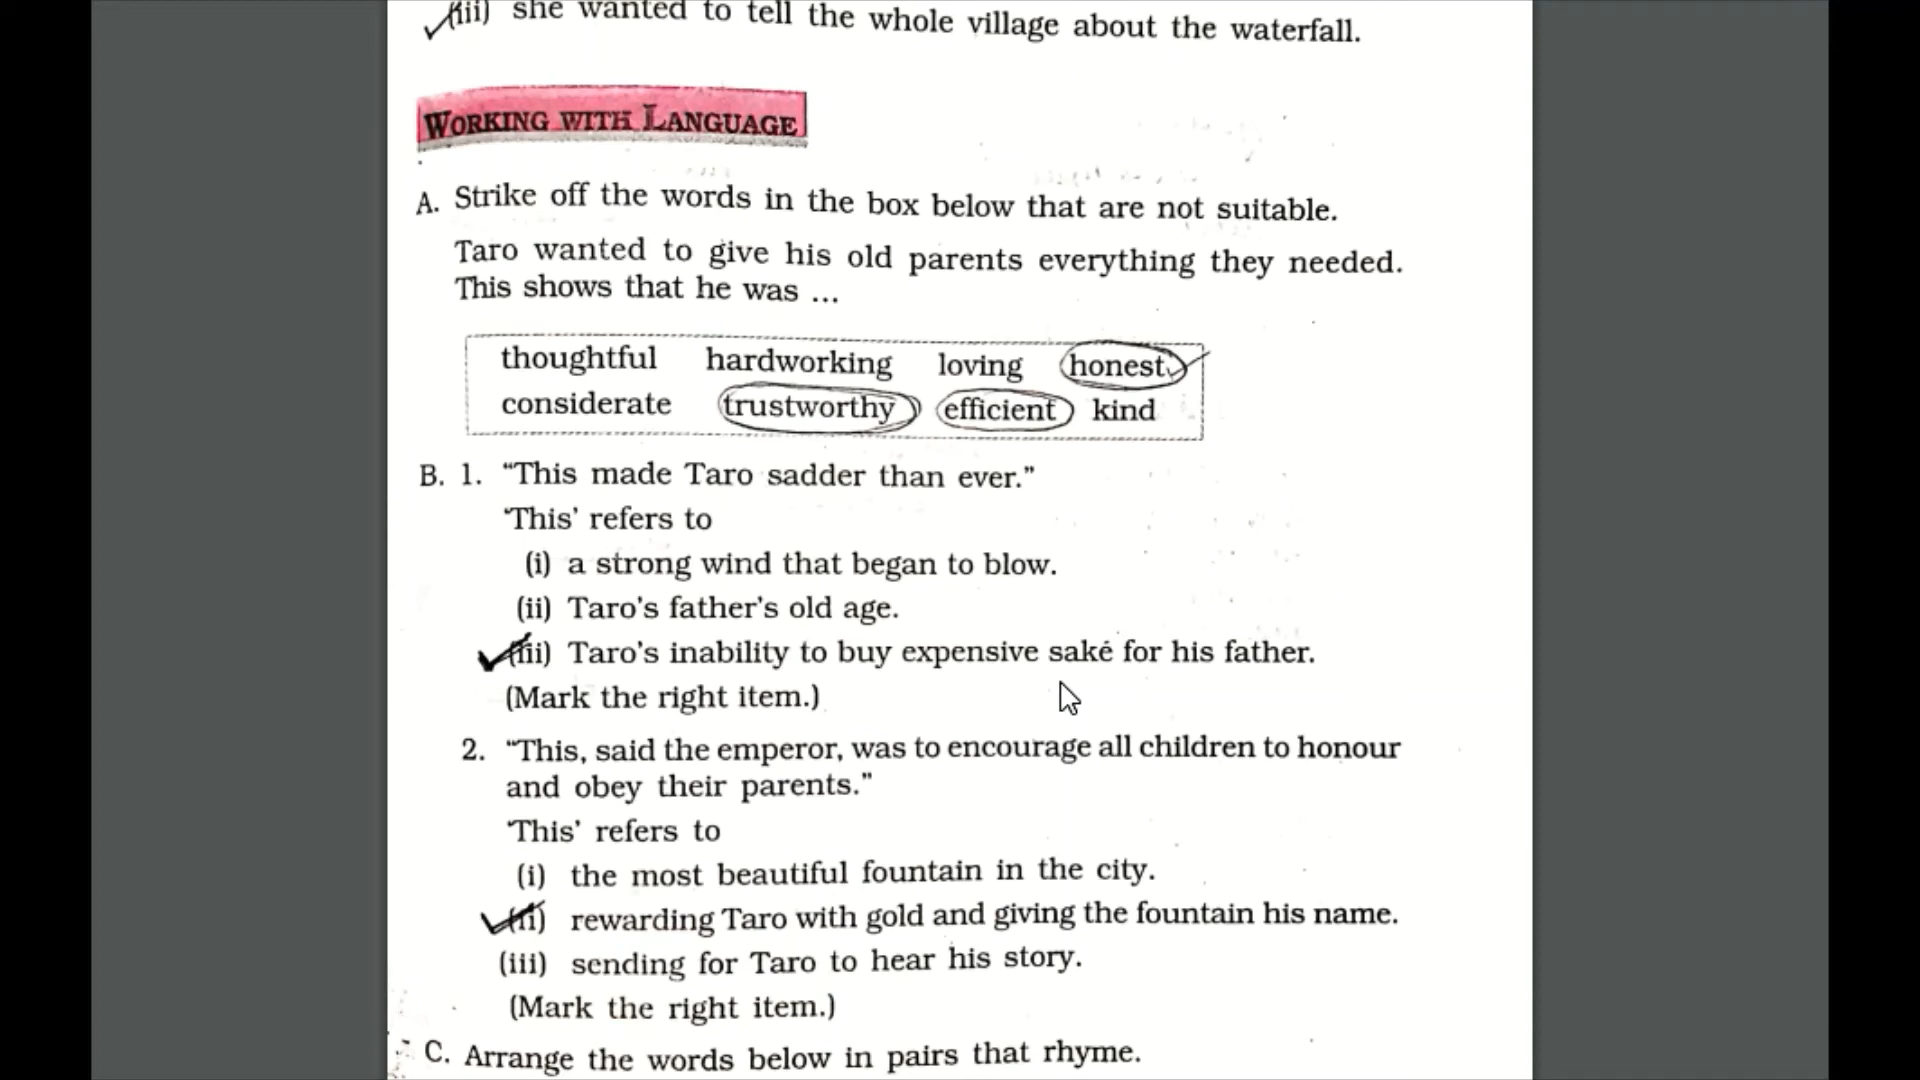 (iii) she wanted to tell the whole village about the waterfall.
WORKING WITH LANGUAGE
A. Strike off the words in the box below that are not suitable.
Taro wanted to give his old parents everything they needed.
This shows that he was ...
thoughtful hardworking loving honest
considerate trustworthy efficient kind
B. 1. “This made Taro sadder than ever.”
‘This’ refers to
(i) a strong wind that began to blow.
(ii) Taro’s father’s old age.
(iii) Taro’s inability to buy expensive saké for his father.
(Mark the right item.)
2. “This, said the emperor, was to encourage all children to honour
and obey their parents.”
‘This’ refers to
(i) the most beautiful fountain in the city.
(ii) rewarding Taro with gold and giving the fountain his name.
(iii) sending for Taro to hear his story.
(Mark the right item.)
C. Arrange the words below in pairs that rhyme.